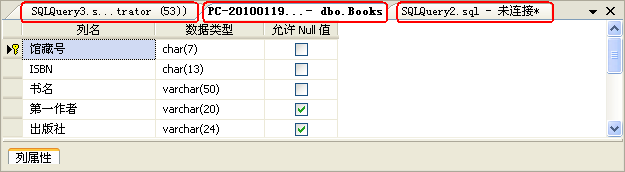 SQLQuery3.s...trator (53)) PC-20100119...- dbo.Books SQLQuery2.sql - 未连接*
列名 数据类型 允许 Null 值
馆藏号 char(7)
ISBN char(13)
书名 varchar(50)
第一作者 varchar(20)
出版社 varchar(24)
列属性